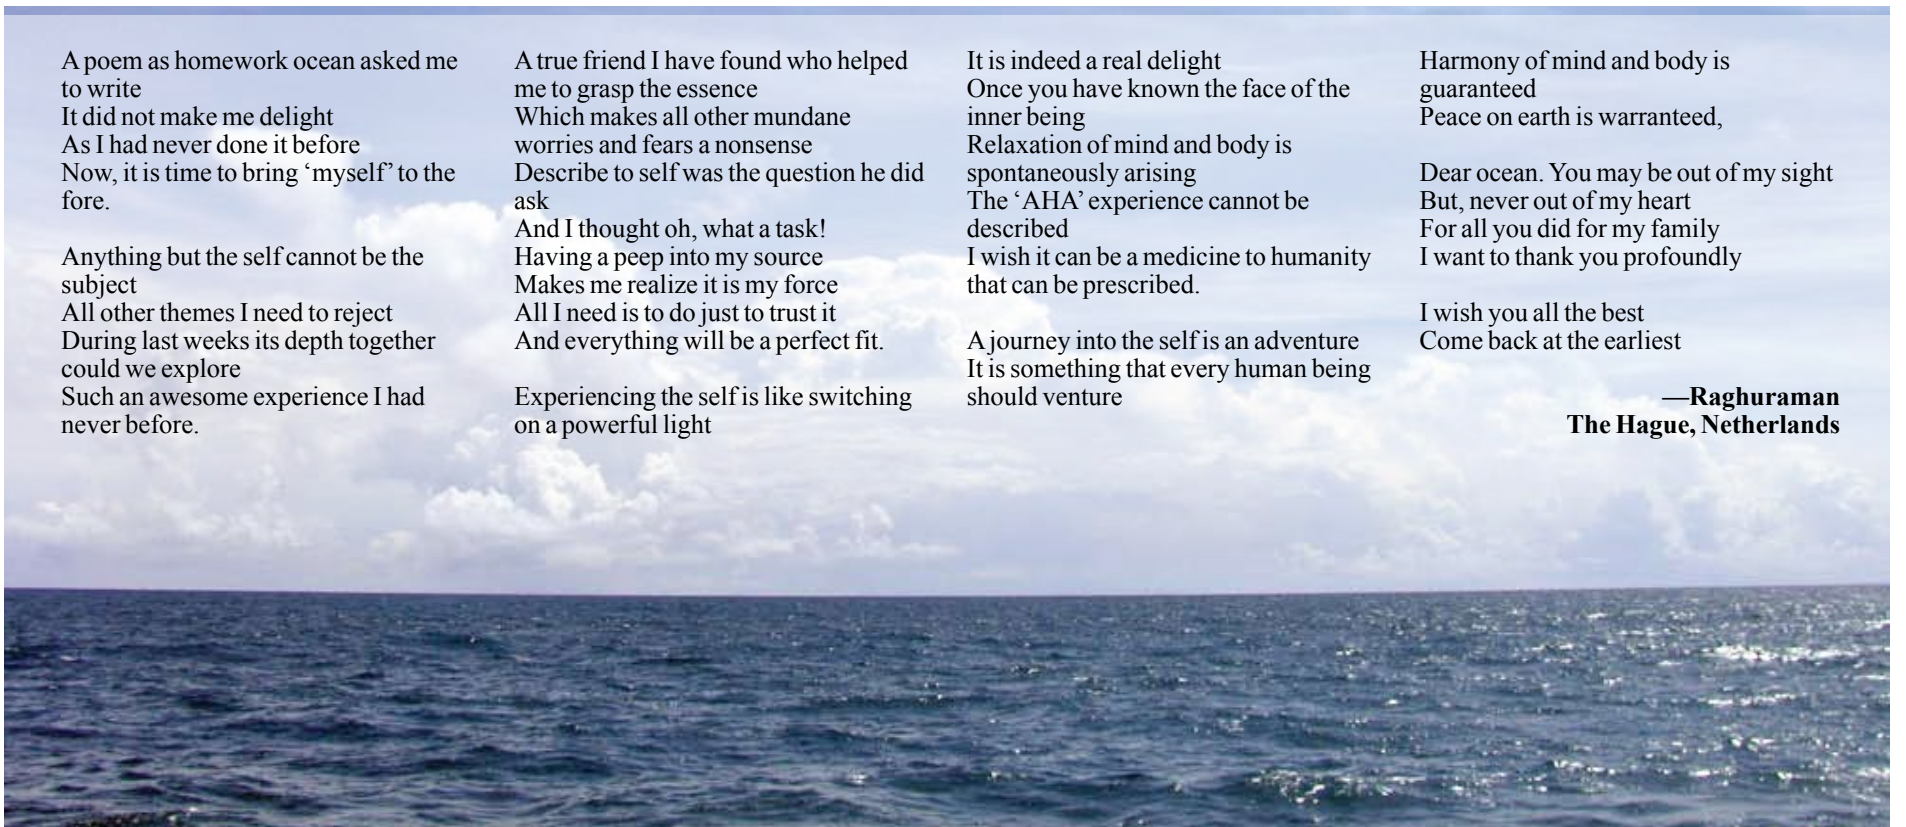 A poem as homework ocean asked me
to write
It did not make me delight
As I had never done it before
Now, it is time to bring ‘myself’ to the
fore.
Anything but the self cannot be the
subject
All other themes I need to reject
During last weeks its depth together
could we explore
Such an awesome experience I had
never before.
A true friend I have found who helped
me to grasp the essence
Which makes all other mundane
worries and fears a nonsense
Describe to self was the question he did
ask
And I thought oh, what a task!
Having a peep into my source
Makes me realize it is my force
All I need is to do just to trust it
And everything will be a perfect fit.
Experiencing the self is like switching
on a powerful light
It is indeed a real delight
Once you have known the face of the
inner being
Relaxation of mind and body is
spontaneously arising
The ‘AHA’ experience cannot be
described
I wish it can be a medicine to humanity
that can be prescribed.
A journey into the self is an adventure
It is something that every human being
should venture
Harmony of mind and body is
guaranteed
Peace on earth is warranteed,
Dear ocean. You may be out of my sight
But, never out of my heart
For all you did for my family
I want to thank you profoundly
I wish you all the best
Come back at the earliest
—Raghuraman
The Hague, Netherlands